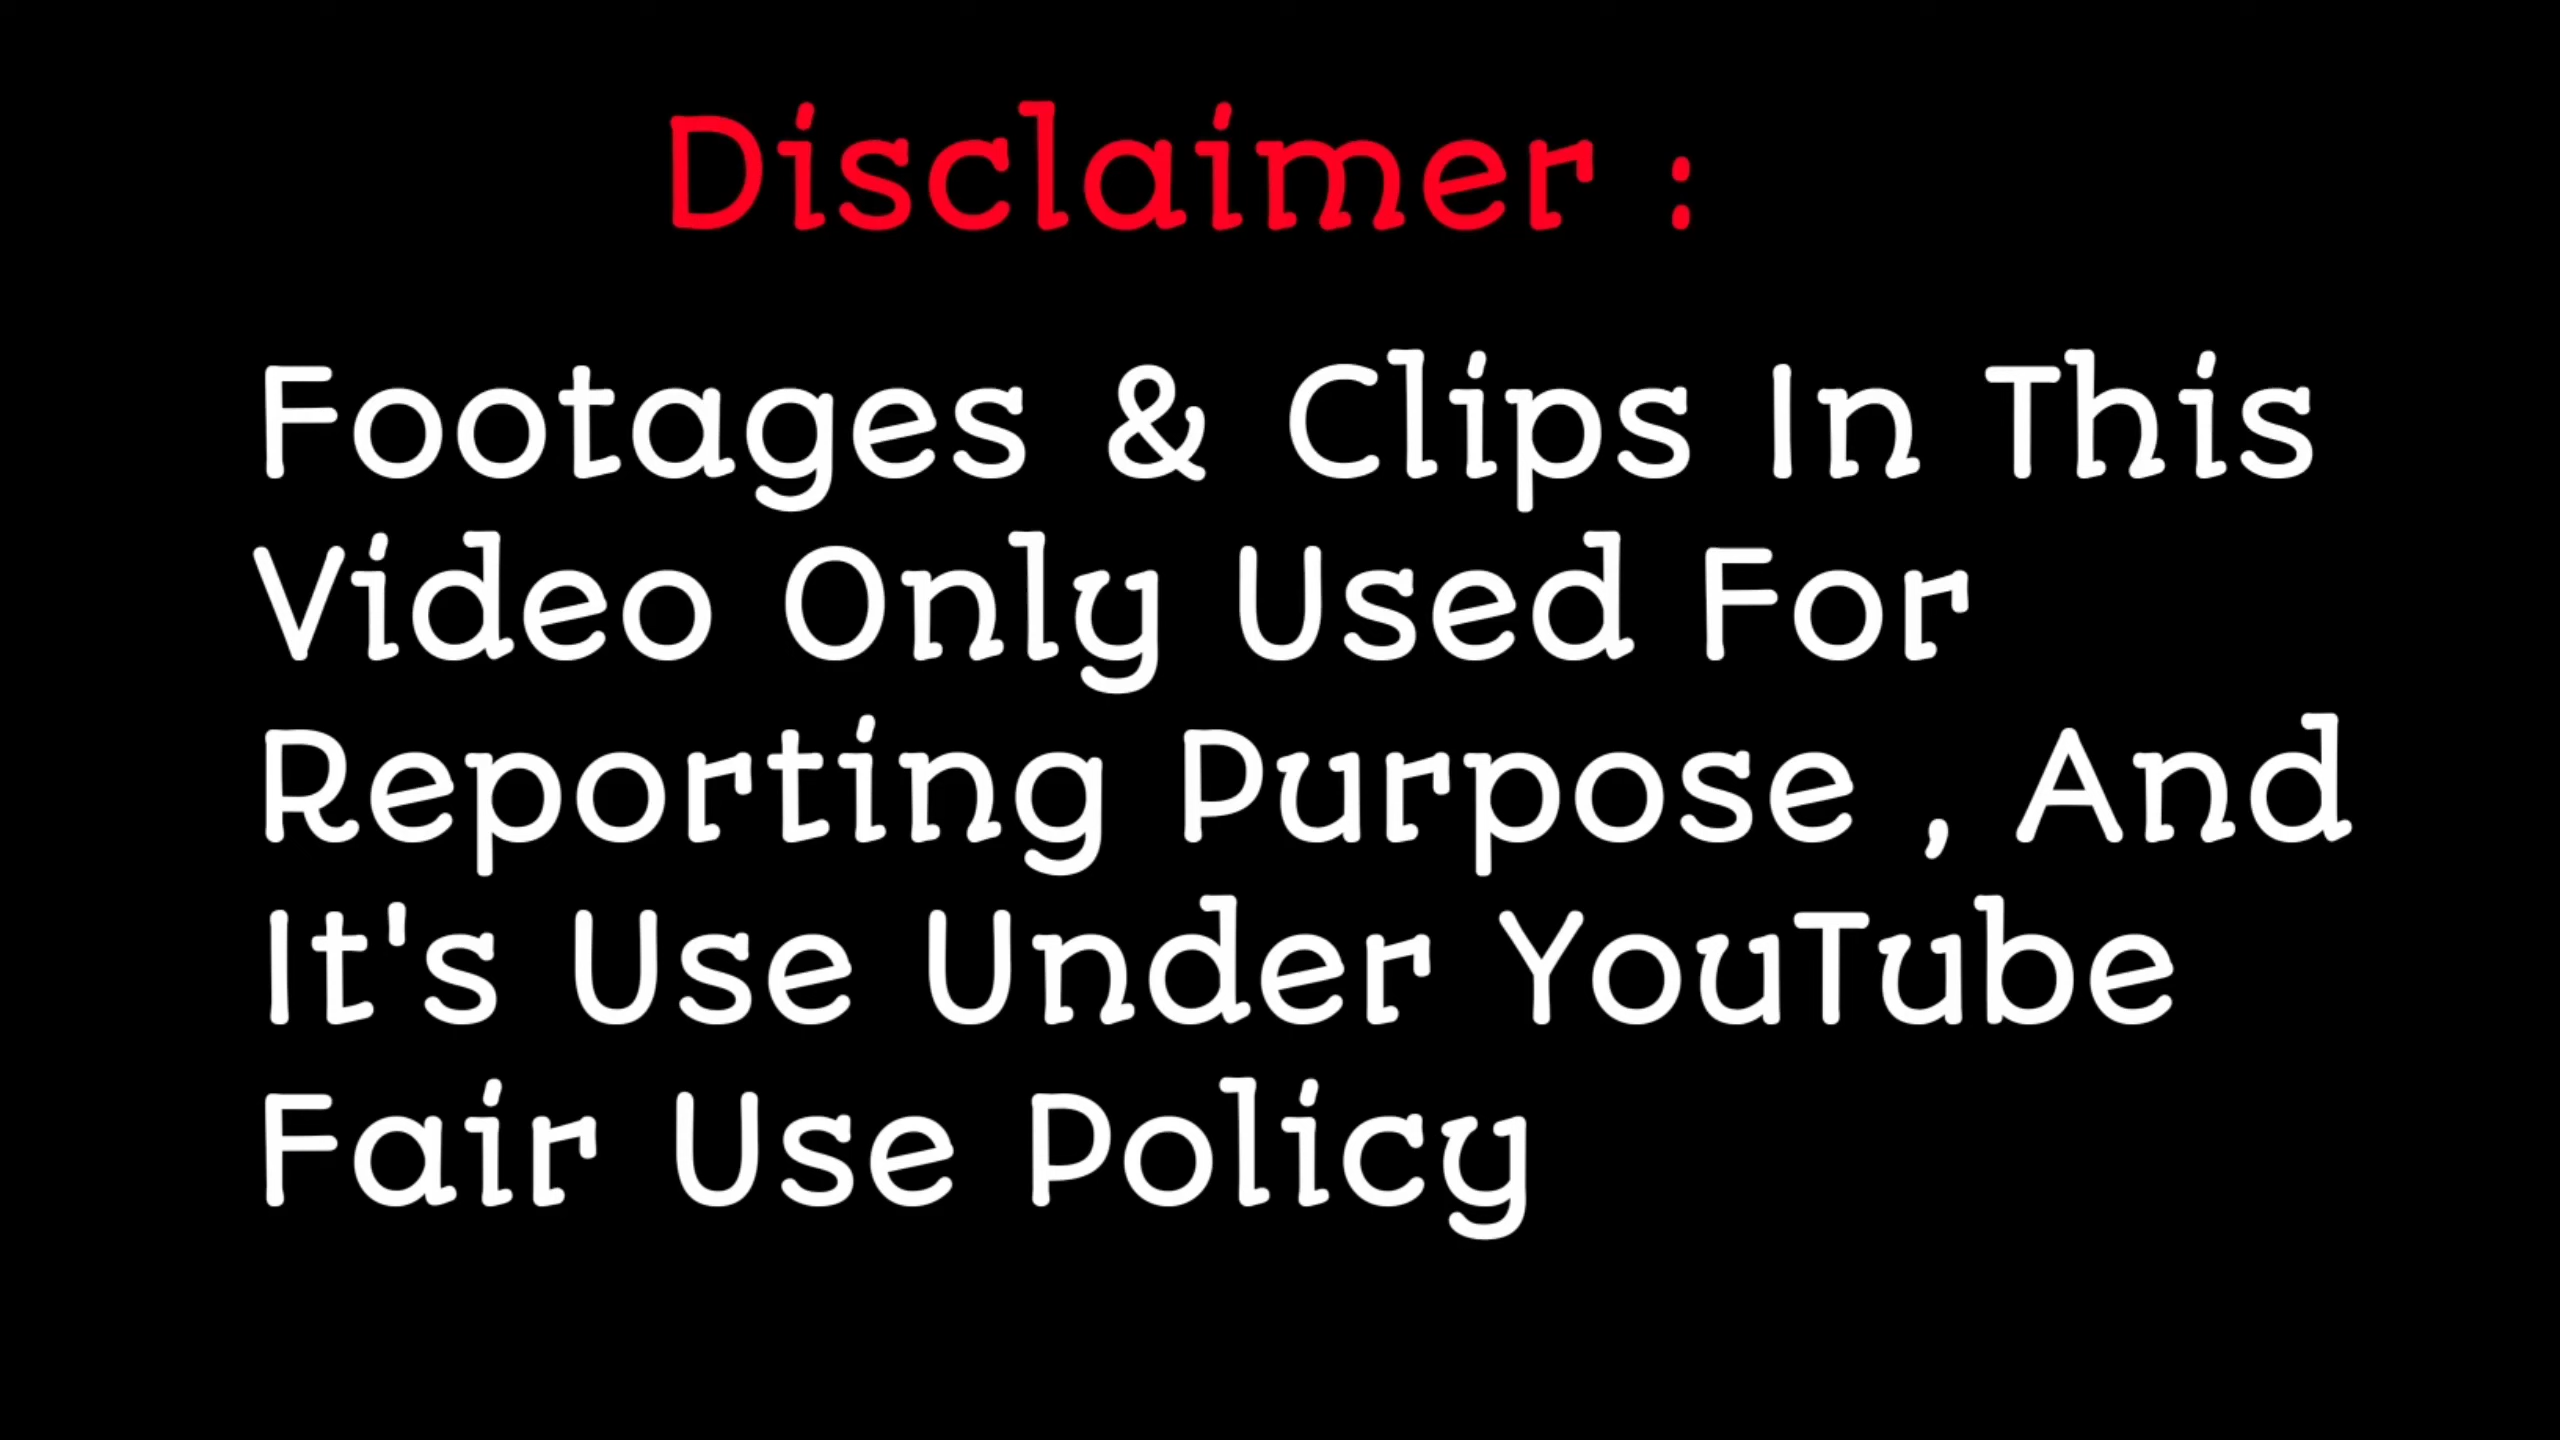 Disclaimer :
Footages & Clips In This
Video Only Used For
Reporting Purpose , And
It's Use Under YouTube
Fair Use Policy